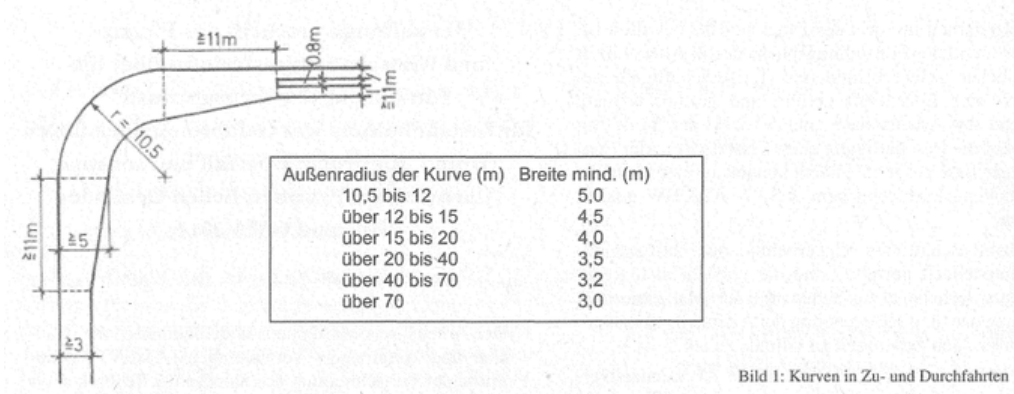 ≧11m
0,8m
1,1
≧1,1m
r = 10,5
≧11m
≧5
≧3
Außenradius der Kurve (m) Breite mind. (m)
10,5 bis 12 5,0
über 12 bis 15 4,5
über 15 bis 20 4,0
über 20 bis 40 3,5
über 40 bis 70 3,2
über 70 3,0
Bild 1: Kurven in Zu- und Durchfahrten